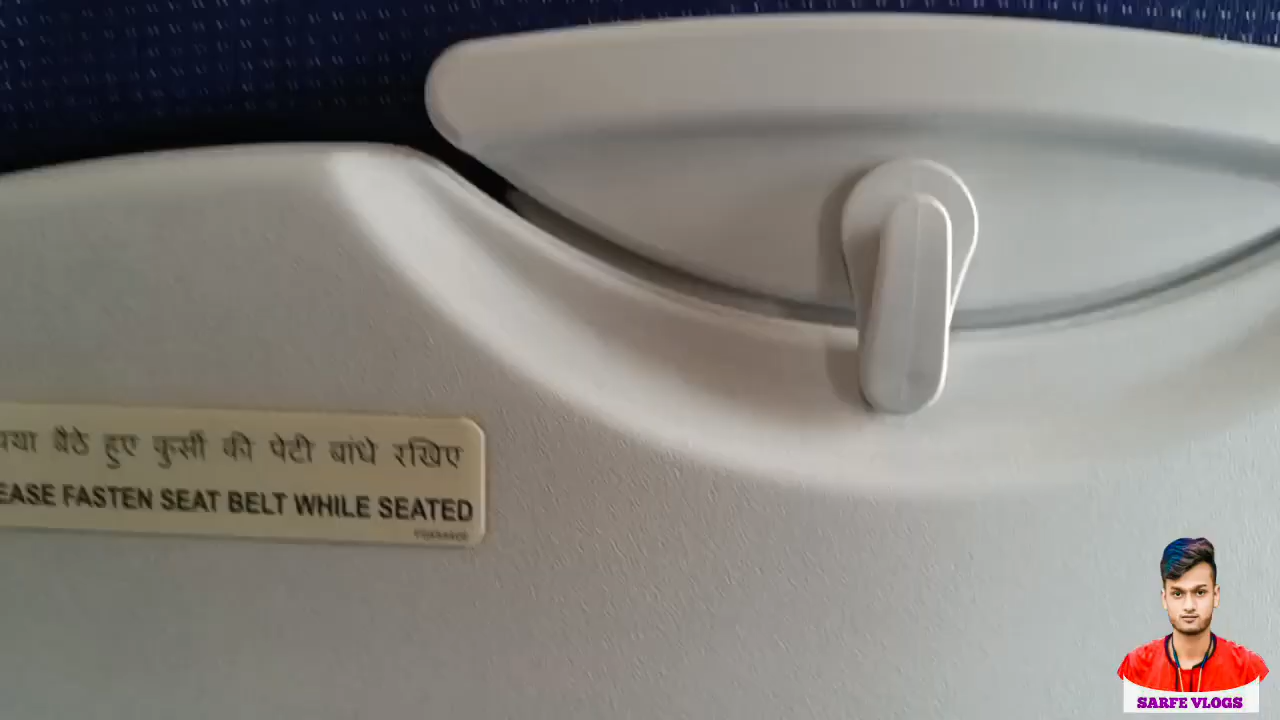 बैठे हुए कुर्सी की पेटी बांधे रखिए
EASE FASTEN SEAT BELT WHILE SEATED
SARFE VLOGS